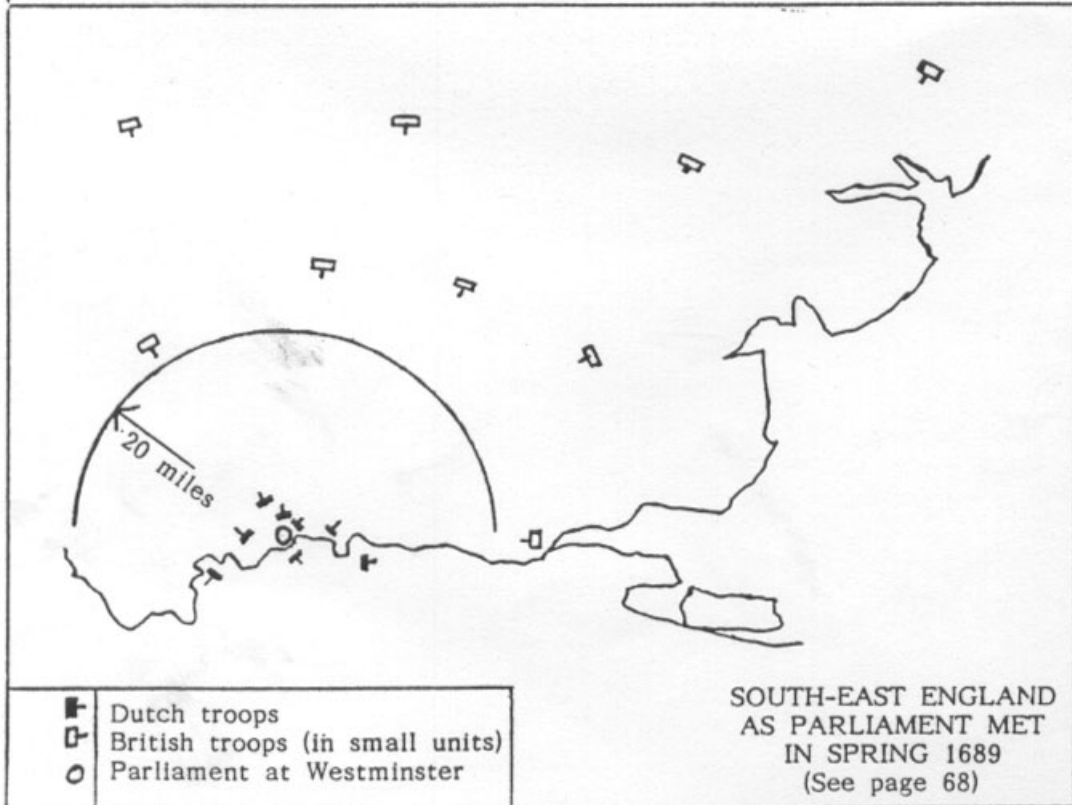 20 miles
Dutch troops
British troops (in small units)
Parliament at Westminster
SOUTH-EAST ENGLAND
AS PARLIAMENT MET
IN SPRING 1689
(See page 68)